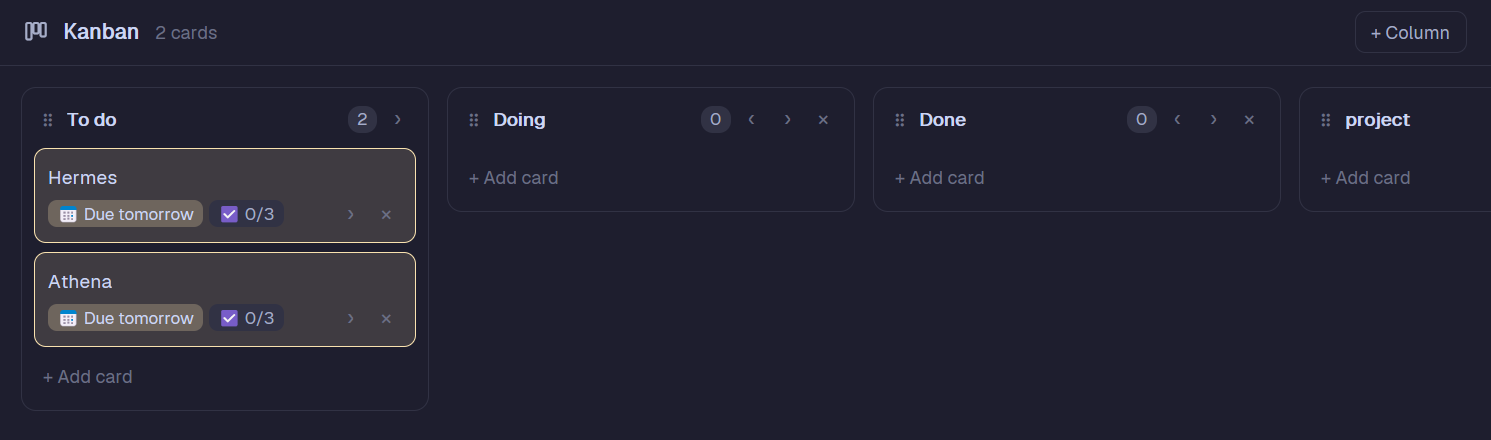 Kanban 2 cards
+ Column
To do 2 ›
Hermes
Due tomorrow 0/3 › ×
Athena
Due tomorrow 0/3 › ×
+ Add card
Doing 0 ‹ › ×
+ Add card
Done 0 ‹ › ×
+ Add card
project
+ Add card